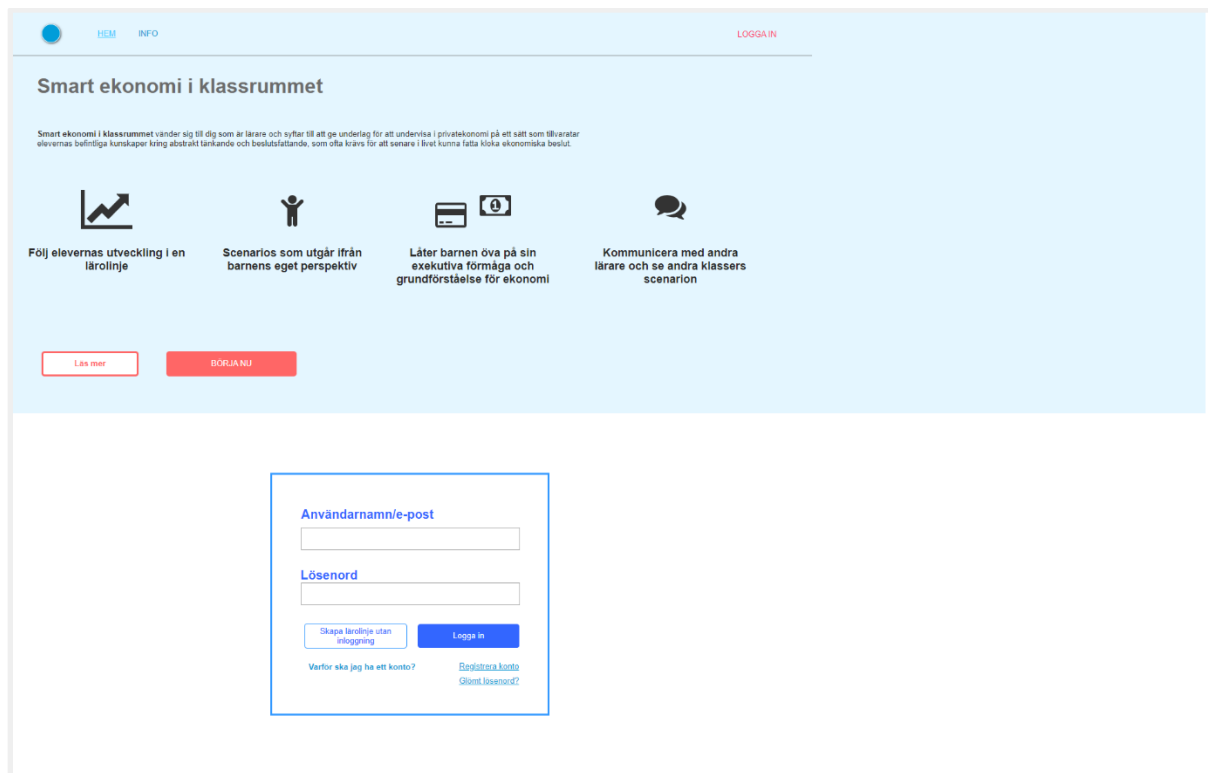 HEM INFO LOGGA IN
Smart ekonomi i klassrummet
Smart ekonomi i klassrummet vänder sig till dig som är lärare och syftar till att ge underlag för att undervisa i privatekonomi på ett sätt som tillvaratar
elevernas befintliga kunskaper kring abstrakt tänkande och beslutsfattande, som ofta krävs för att senare i livet kunna fatta kloka ekonomiska beslut.
1
Följ elevernas utveckling i en
lärolinje
Scenarios som utgår ifrån
barnens eget perspektiv
Låter barnen öva på sin
exekutiva förmåga och
grundförståelse för ekonomi
Kommunicera med andra
lärare och se andra klassers
scenarion
Läs mer
BÖRJA NU
Användarnamn/e-post
Lösenord
Skapa lärolinje utan
inloggning
Logga in
Varför ska jag ha ett konto?
Registrera konto
Glömt lösenord?